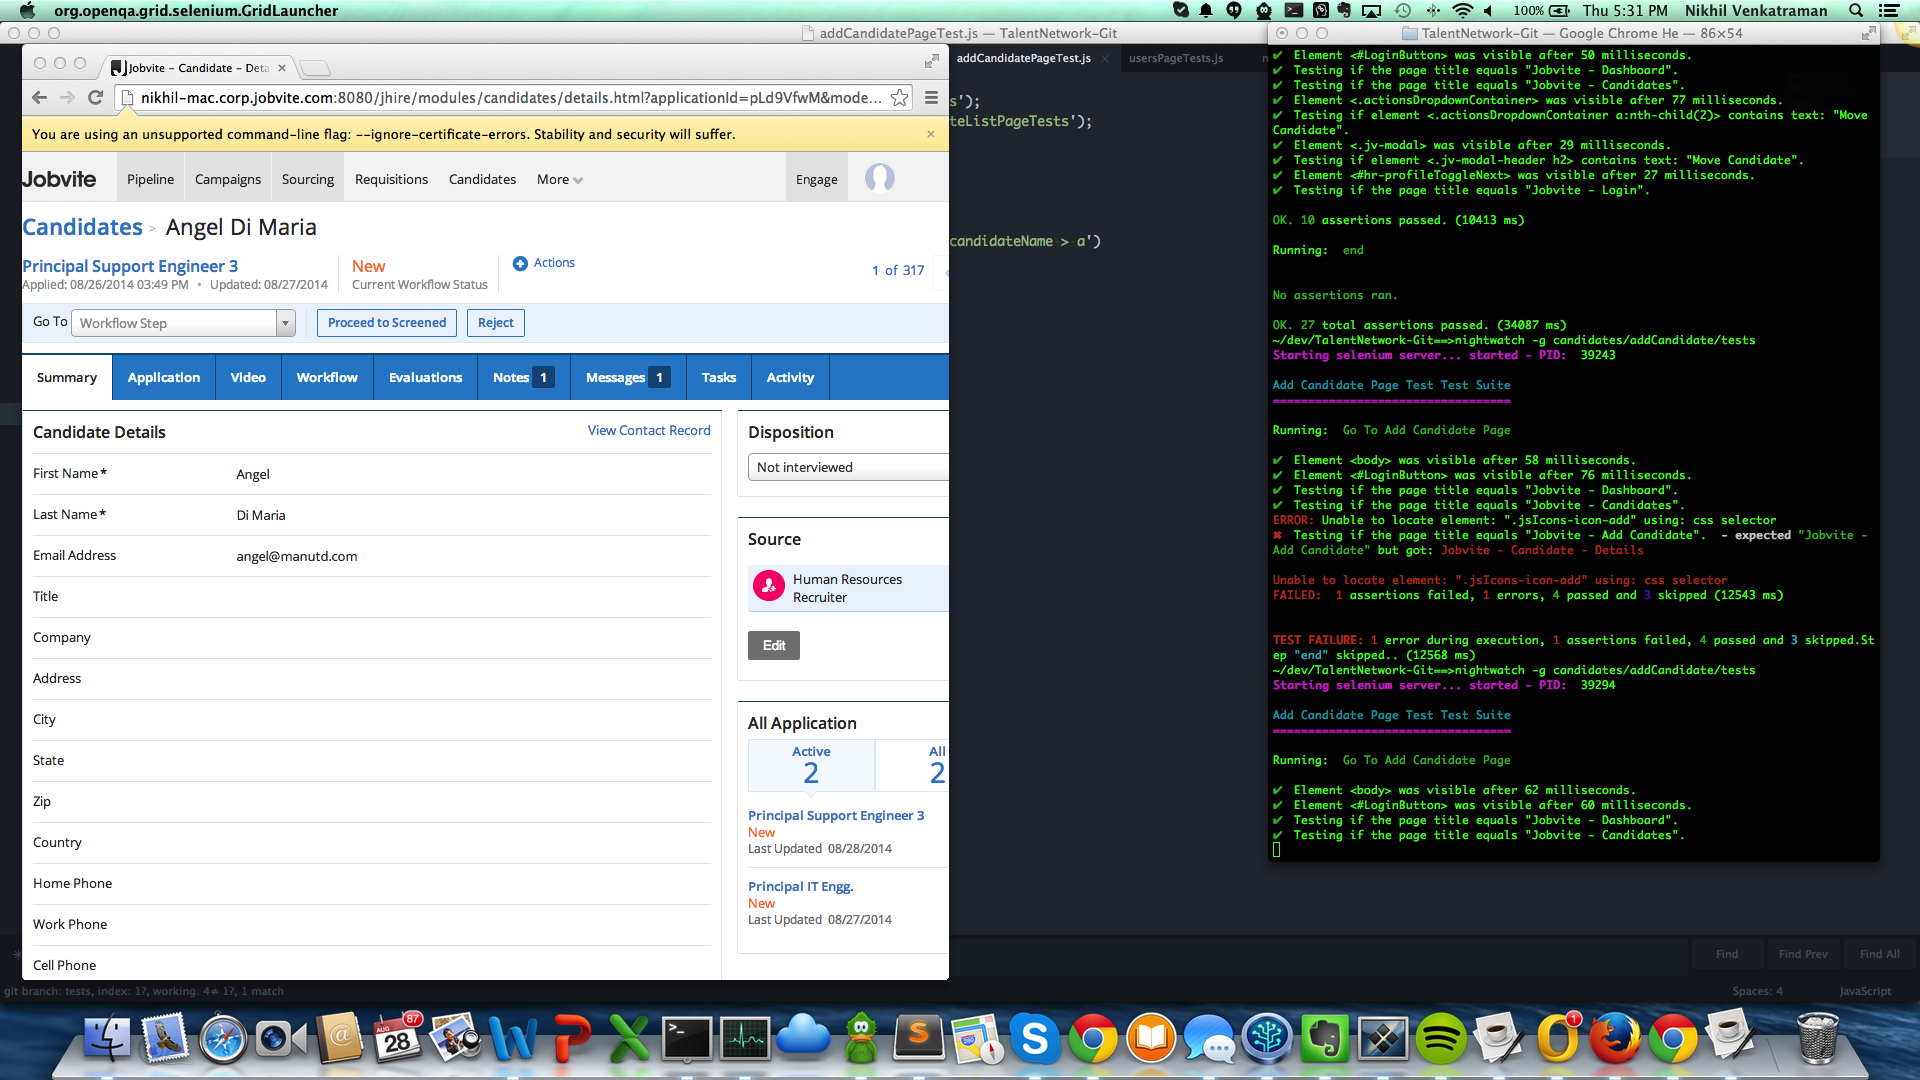 org.openqa.grid.selenium.GridLauncher
100%
Thu 5:31 PM
Nikhil Venkatraman
addCandidatePageTest.js — TalentNetwork-Git
addCandidatePageTest.js
usersPageTests.js
s');
teListPageTests');
candidateName > a')
Jobvite - Candidate - Deta
nikhil-mac.corp.jobvite.com:8080/jhire/modules/candidates/details.html?applicationId=pLd9VfwM&mode...
You are using an unsupported command-line flag: --ignore-certificate-errors. Stability and security will suffer.
Jobvite
Pipeline
Campaigns
Sourcing
Requisitions
Candidates
More
Engage
Candidates > Angel Di Maria
Principal Support Engineer 3
Applied: 08/26/2014 03:49 PM • Updated: 08/27/2014
New
Current Workflow Status
Actions
1 of 317
Go To
Workflow Step
Proceed to Screened
Reject
Summary
Application
Video
Workflow
Evaluations
Notes 1
Messages 1
Tasks
Activity
Candidate Details
View Contact Record
First Name*
Angel
Last Name*
Di Maria
Email Address
angel@manutd.com
Title
Company
Address
City
State
Zip
Country
Home Phone
Work Phone
Cell Phone
Disposition
Not interviewed
Source
Human Resources
Recruiter
Edit
All Application
Active
2
All
2
Principal Support Engineer 3
New
Last Updated 08/28/2014
Principal IT Engg.
New
Last Updated 08/27/2014
TalentNetwork-Git — Google Chrome He — 86×54
✔ Element <#LoginButton> was visible after 50 milliseconds.
✔ Testing if the page title equals "Jobvite - Dashboard".
✔ Testing if the page title equals "Jobvite - Candidates".
✔ Element <.actionsDropdownContainer> was visible after 77 milliseconds.
✔ Testing if element <.actionsDropdownContainer a:nth-child(2)> contains text: "Move
Candidate".
✔ Element <.jv-modal> was visible after 29 milliseconds.
✔ Testing if element <.jv-modal-header h2> contains text: "Move Candidate".
✔ Element <#hr-profileToggleNext> was visible after 27 milliseconds.
✔ Testing if the page title equals "Jobvite - Login".
OK. 10 assertions passed. (10413 ms)
Running: end
No assertions ran.
OK. 27 total assertions passed. (34087 ms)
~/dev/TalentNetwork-Git==>nightwatch -g candidates/addCandidate/tests
Starting selenium server... started - PID: 39243
Add Candidate Page Test Test Suite
==================================
Running: Go To Add Candidate Page
✔ Element <body> was visible after 58 milliseconds.
✔ Element <#LoginButton> was visible after 76 milliseconds.
✔ Testing if the page title equals "Jobvite - Dashboard".
✔ Testing if the page title equals "Jobvite - Candidates".
ERROR: Unable to locate element: ".jsIcons-icon-add" using: css selector
✖ Testing if the page title equals "Jobvite - Add Candidate". - expected "Jobvite -
Add Candidate" but got: Jobvite - Candidate - Details
Unable to locate element: ".jsIcons-icon-add" using: css selector
FAILED: 1 assertions failed, 1 errors, 4 passed and 3 skipped (12543 ms)
TEST FAILURE: 1 error during execution, 1 assertions failed, 4 passed and 3 skipped.St
ep "end" skipped.. (12568 ms)
~/dev/TalentNetwork-Git==>nightwatch -g candidates/addCandidate/tests
Starting selenium server... started - PID: 39294
Add Candidate Page Test Test Suite
==================================
Running: Go To Add Candidate Page
✔ Element <body> was visible after 62 milliseconds.
✔ Element <#LoginButton> was visible after 60 milliseconds.
✔ Testing if the page title equals "Jobvite - Dashboard".
✔ Testing if the page title equals "Jobvite - Candidates".
Find
Find Prev
Find All
git branch: tests, index: 1?, working: 4≠ 1?, 1 match
Spaces: 4
JavaScript
AUG
28
87
1